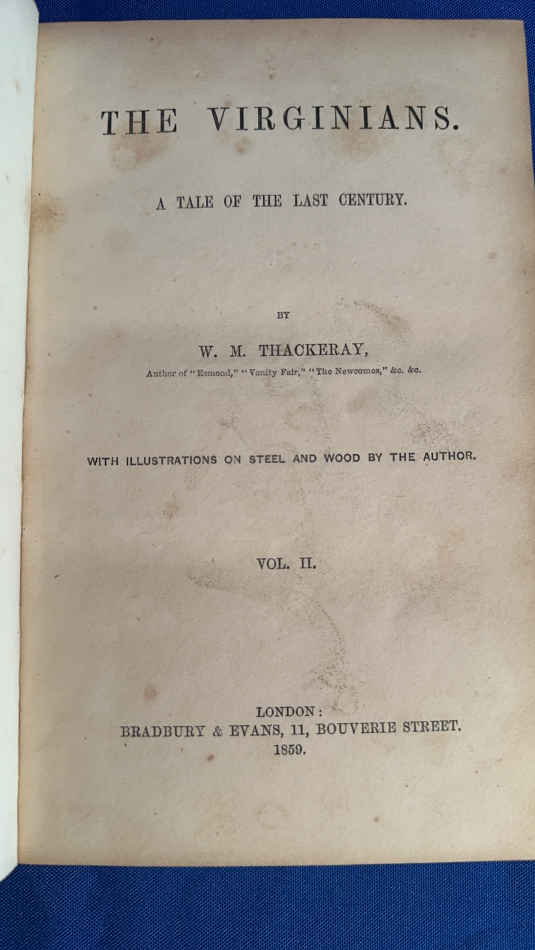 THE VIRGINIANS.
A TALE OF THE LAST CENTURY.
BY
W. M. THACKERAY,
Author of "Esmond," "Vanity Fair," "The Newcomes," &c. &c.
WITH ILLUSTRATIONS ON STEEL AND WOOD BY THE AUTHOR.
VOL. II.
LONDON:
BRADBURY & EVANS, 11, BOUVERIE STREET.
1859.